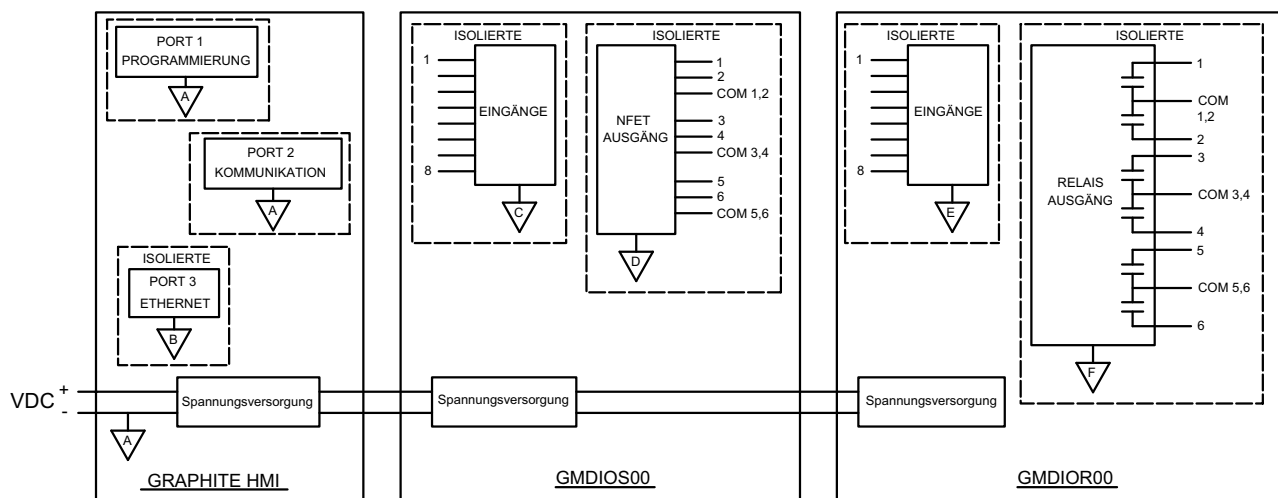 PORT 1
PROGRAMMIERUNG
A
PORT 2
KOMMUNIKATION
A
ISOLIERTE
PORT 3
ETHERNET
B
VDC
+
-
A
Spannungsversorgung
GRAPHITE HMI
ISOLIERTE
1
8
EINGÄNGE
C
ISOLIERTE
NFET
AUSGÄNG
1
2
COM 1,2
3
4
COM 3,4
5
6
COM 5,6
D
Spannungsversorgung
GMDIOS00
ISOLIERTE
1
8
EINGÄNGE
E
ISOLIERTE
RELAIS
AUSGÄNG
1
COM
1,2
2
3
COM 3,4
4
5
COM 5,6
6
F
Spannungsversorgung
GMDIOR00